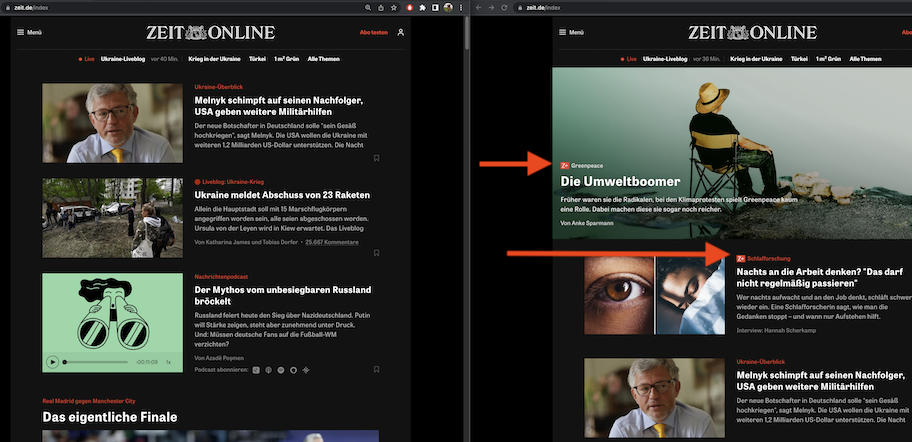 zeit.de/index
Menü
ZEIT ONLINE
Abo testen
Live Ukraine-Liveblog vor 40 Min. Krieg in der Ukraine Türkei 1 m² Grün Alle Themen
Ukraine-Überblick
Melnyk schimpft auf seinen Nachfolger,
USA geben weitere Militärhilfen
Der neue Botschafter in Deutschland solle "sein Gesäß
hochkriegen", sagt Melnyk. Die USA wollen die Ukraine mit
weiteren 1,2 Milliarden US-Dollar unterstützen. Die Nacht
Liveblog: Ukraine-Krieg
Ukraine meldet Abschuss von 23 Raketen
Allein die Hauptstadt soll mit 15 Marschflugkörpern
angegriffen worden sein, alle seien abgeschossen worden.
Ursula von der Leyen wird in Kiew erwartet. Das Liveblog
Von Katharina James und Tobias Dorfer • 25.667 Kommentare
Nachrichtenpodcast
Der Mythos vom unbesiegbaren Russland
bröckelt
Russland feiert heute den Sieg über Nazideutschland. Putin
will Stärke zeigen, steht aber zunehmend unter Druck.
Und: Müssen deutsche Fans auf die Fußball-WM
verzichten?
Von Azadê Peşmen
-00:11:09 1x
Podcast abonnieren:
Real Madrid gegen Manchester City
Das eigentliche Finale
zeit.de/index
Menü
ZEIT ONLINE
Abo
Live Ukraine-Liveblog vor 36 Min. Krieg in der Ukraine Türkei 1 m² Grün Alle Themen
Z+ Greenpeace
Die Umweltboomer
Früher waren sie die Radikalen, bei den Klimaprotesten spielt Greenpeace kaum
eine Rolle. Dabei machen diese sie sogar noch reicher.
Von Anke Sparmann
Z+ Schlafforschung
Nachts an die Arbeit denken? "Das darf
nicht regelmäßig passieren"
Wer nachts aufwacht und an den Job denkt, schläft schwer
wieder ein. Eine Schlafforscherin sagt, wie man die
Gedanken stoppt – und wann nur Aufstehen hilft.
Interview: Hannah Scherkamp
Ukraine-Überblick
Melnyk schimpft auf seinen Nachfolger,
USA geben weitere Militärhilfen
Der neue Botschafter in Deutschland solle "sein Gesäß
hochkriegen", sagt Melnyk. Die USA wollen die Ukraine mit
weiteren 1,2 Milliarden US-Dollar unterstützen. Die Nacht